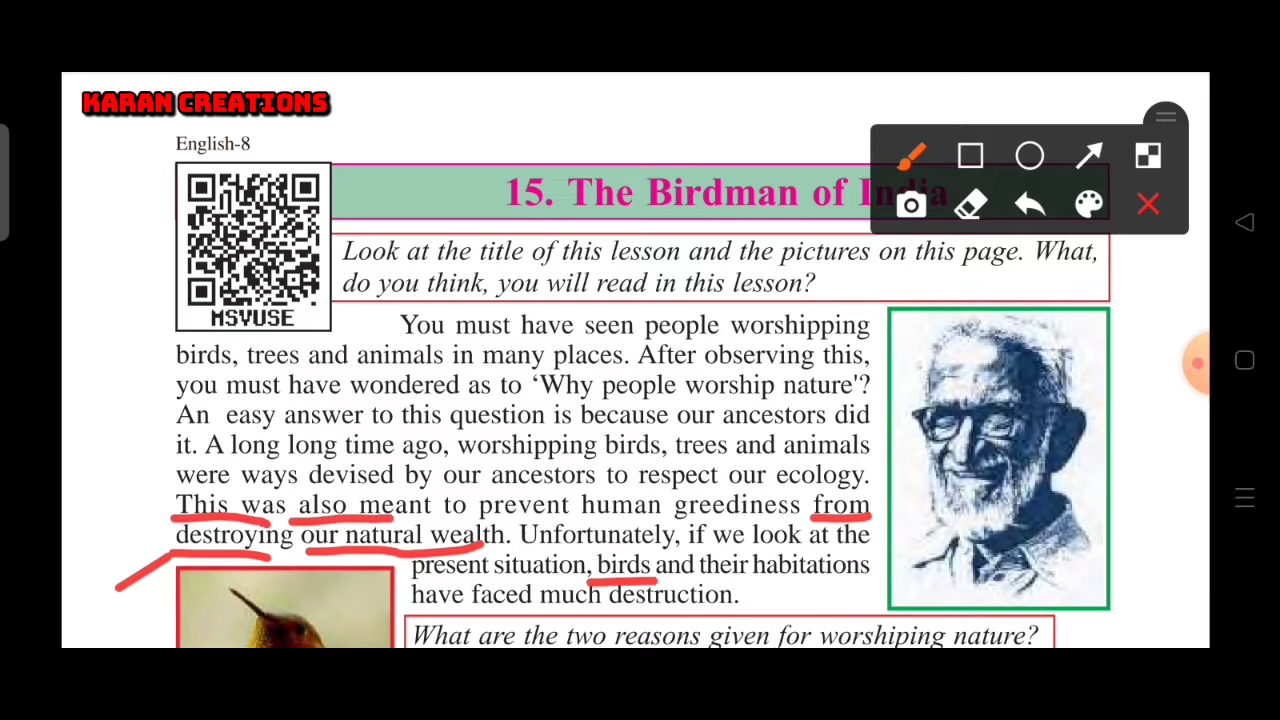 KARAN CREATIONS
English-8
MSVUSE
15. The Birdman of India
Look at the title of this lesson and the pictures on this page. What,
do you think, you will read in this lesson?
You must have seen people worshipping
birds, trees and animals in many places. After observing this,
you must have wondered as to ‘Why people worship nature'?
An easy answer to this question is because our ancestors did
it. A long long time ago, worshipping birds, trees and animals
were ways devised by our ancestors to respect our ecology.
This was also meant to prevent human greediness from
destroying our natural wealth. Unfortunately, if we look at the
present situation, birds and their habitations
have faced much destruction.
What are the two reasons given for worshiping nature?